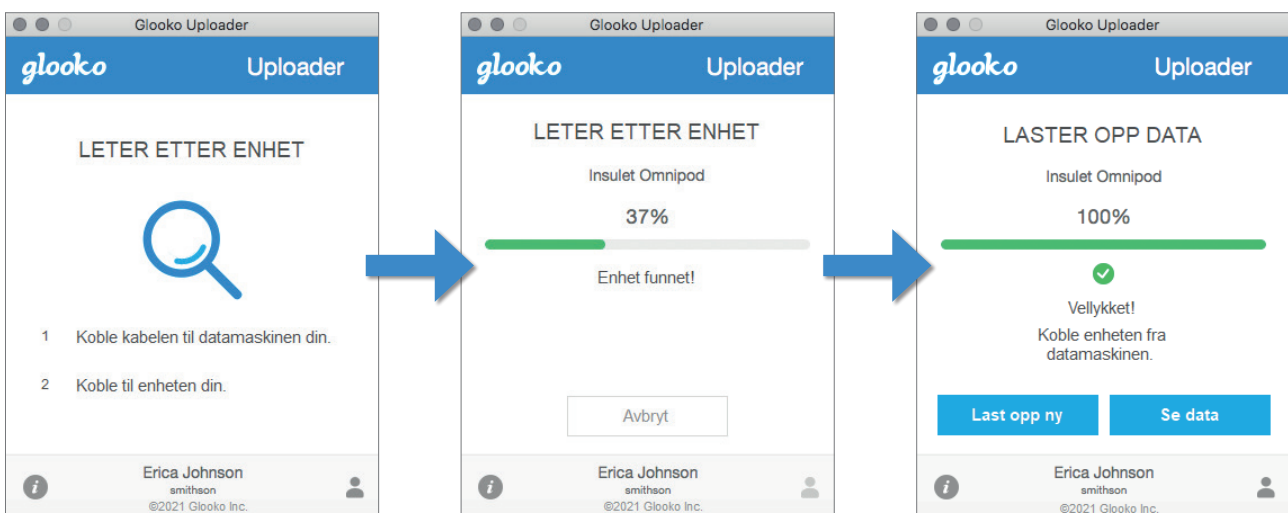 Glooko Uploader
glooko Uploader
LETER ETTER ENHET
1 Koble kabelen til datamaskinen din.
2 Koble til enheten din.
Erica Johnson
smithson
©2021 Glooko Inc.
Glooko Uploader
glooko Uploader
LETER ETTER ENHET
Insulet Omnipod
37%
Enhet funnet!
Avbryt
Erica Johnson
smithson
©2021 Glooko Inc.
Glooko Uploader
glooko Uploader
LASTER OPP DATA
Insulet Omnipod
100%
Vellykket!
Koble enheten fra
datamaskinen.
Last opp ny Se data
Erica Johnson
smithson
©2021 Glooko Inc.